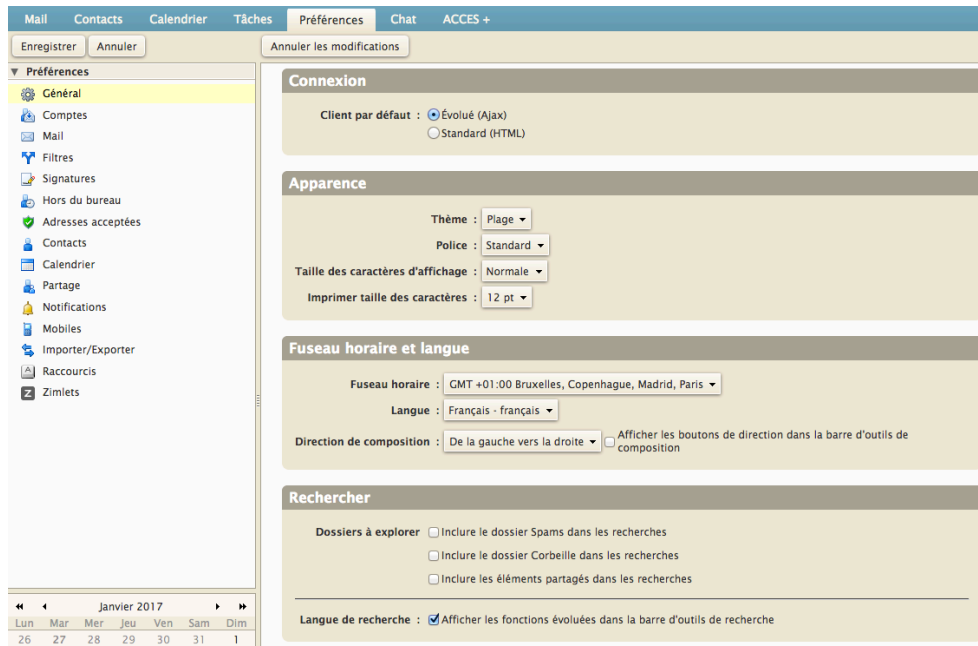 Mail Contacts Calendrier Tâches Préférences Chat ACCES +
Enregistrer Annuler Annuler les modifications
Préférences
Général
Comptes
Mail
Filtres
Signatures
Hors du bureau
Adresses acceptées
Contacts
Calendrier
Partage
Notifications
Mobiles
Importer/Exporter
Raccourcis
Zimlets
Janvier 2017
Lun Mar Mer Jeu Ven Sam Dim
26 27 28 29 30 31 1
Connexion
Client par défaut : Évolué (Ajax)
Standard (HTML)
Apparence
Thème : Plage
Police : Standard
Taille des caractères d'affichage : Normale
Imprimer taille des caractères : 12 pt
Fuseau horaire et langue
Fuseau horaire : GMT +01:00 Bruxelles, Copenhague, Madrid, Paris
Langue : Français - français
Direction de composition : De la gauche vers la droite Afficher les boutons de direction dans la barre d'outils de
composition
Rechercher
Dossiers à explorer Inclure le dossier Spams dans les recherches
Inclure le dossier Corbeille dans les recherches
Inclure les éléments partagés dans les recherches
Langue de recherche : Afficher les fonctions évoluées dans la barre d'outils de recherche